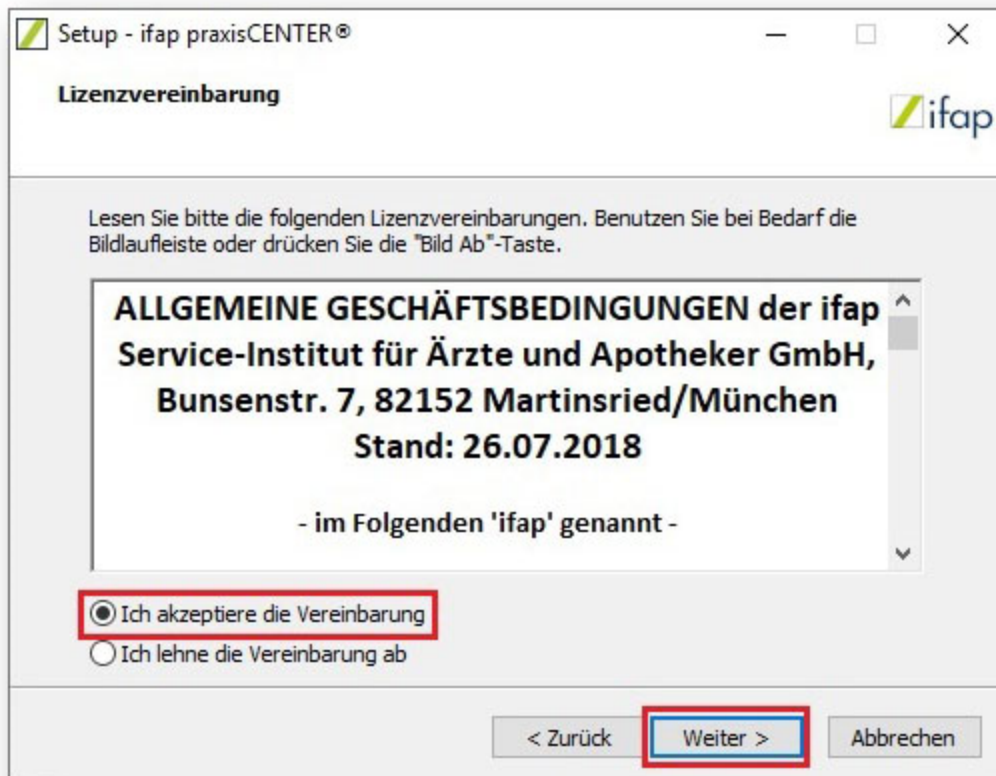 Setup - ifap praxisCENTER®
Lizenzvereinbarung
ifap
Lesen Sie bitte die folgenden Lizenzvereinbarungen. Benutzen Sie bei Bedarf die
Bildlaufleiste oder drücken Sie die "Bild Ab"-Taste.
ALLGEMEINE GESCHÄFTSBEDINGUNGEN der ifap
Service-Institut für Ärzte und Apotheker GmbH,
Bunsenstr. 7, 82152 Martinsried/München
Stand: 26.07.2018
- im Folgenden 'ifap' genannt -
Ich akzeptiere die Vereinbarung
Ich lehne die Vereinbarung ab
< Zurück Weiter > Abbrechen